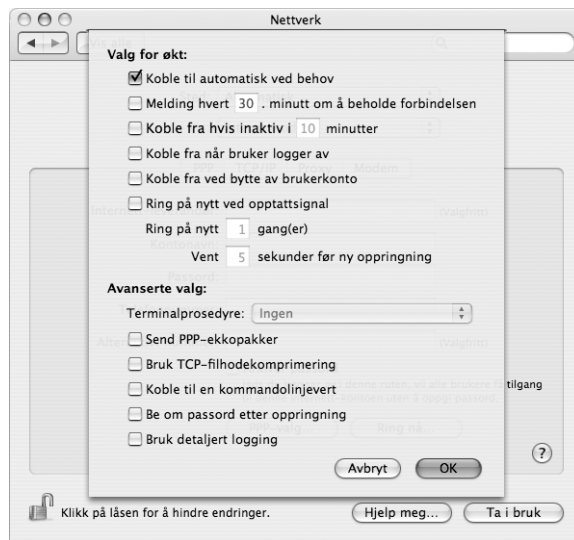 Nettverk
Valg for økt:
Koble til automatisk ved behov
Melding hvert 30 . minutt om å beholde forbindelsen
Koble fra hvis inaktiv i 10 minutter
Koble fra når bruker logger av
Koble fra ved bytte av brukerkonto
Ring på nytt ved opptattsignal
Ring på nytt 1 gang(er)
Vent 5 sekunder før ny oppringning
Avanserte valg:
Terminalprosedyre: Ingen
Send PPP-ekkopakker
Bruk TCP-filhodekomprimering
Koble til en kommandolinjevert
tilgang
Be om passord etter oppringning
Bruk detaljert logging
Avbryt OK
?
Klikk på låsen for å hindre endringer. Hjelp meg... Ta i bruk